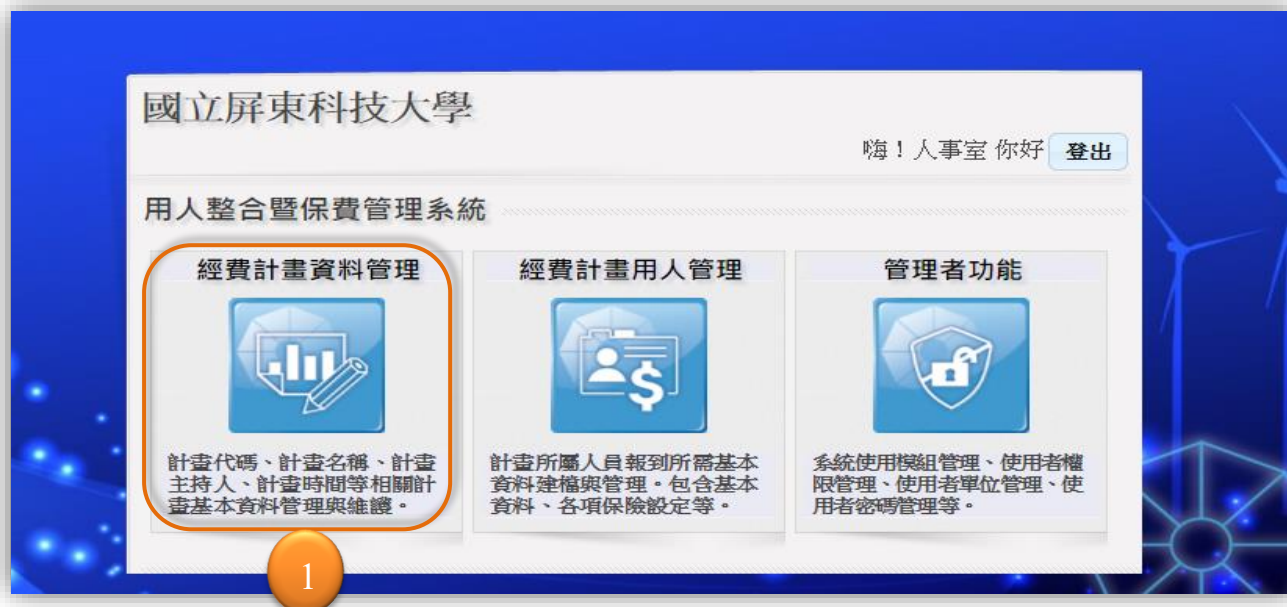 國立屏東科技大學
嗨！人事室 你好 登出
用人整合暨保費管理系統
經費計畫資料管理
計畫代碼、計畫名稱、計畫
主持人、計畫時間等相關計
畫基本資料管理與維護。
經費計畫用人管理
計畫所屬人員報到所需基本
資料建檔與管理。包含基本
資料、各項保險設定等。
管理者功能
系統使用模組管理、使用者權
限管理、使用者單位管理、使
用者密碼管理等。
1